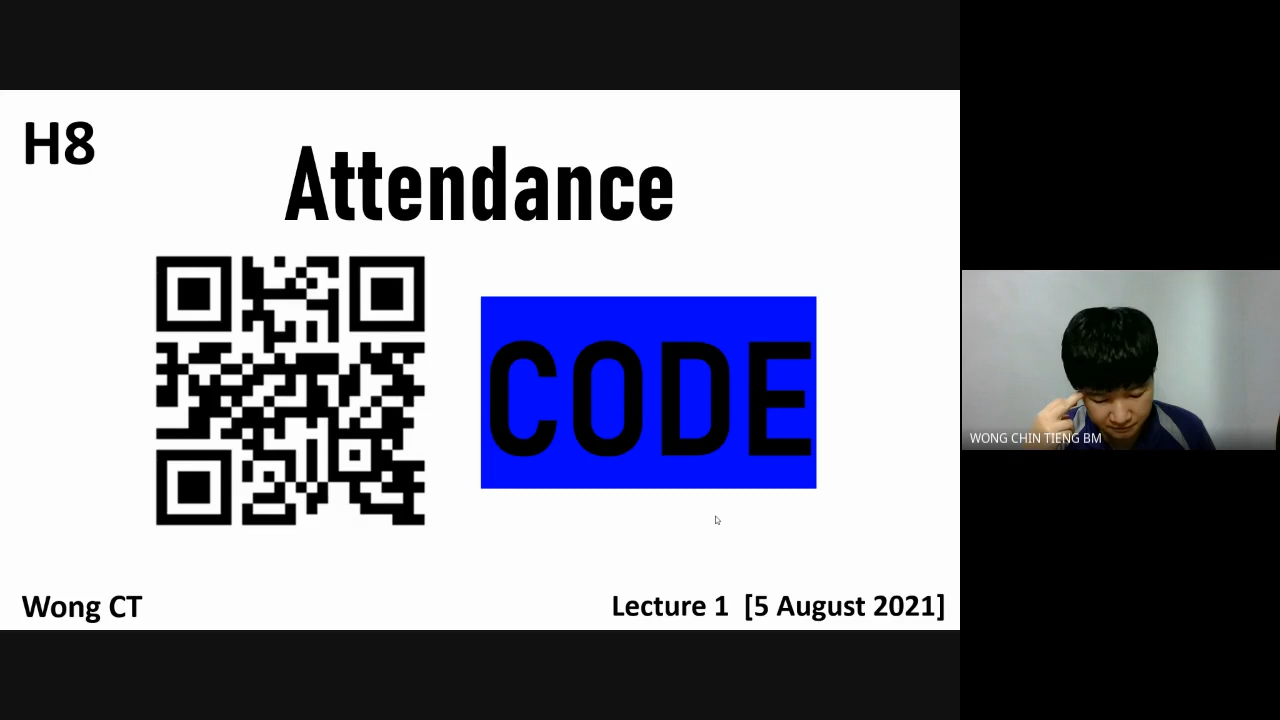 H8
Attendance
CODE
Wong CT
Lecture 1 [5 August 2021]
WONG CHIN TIENG BM